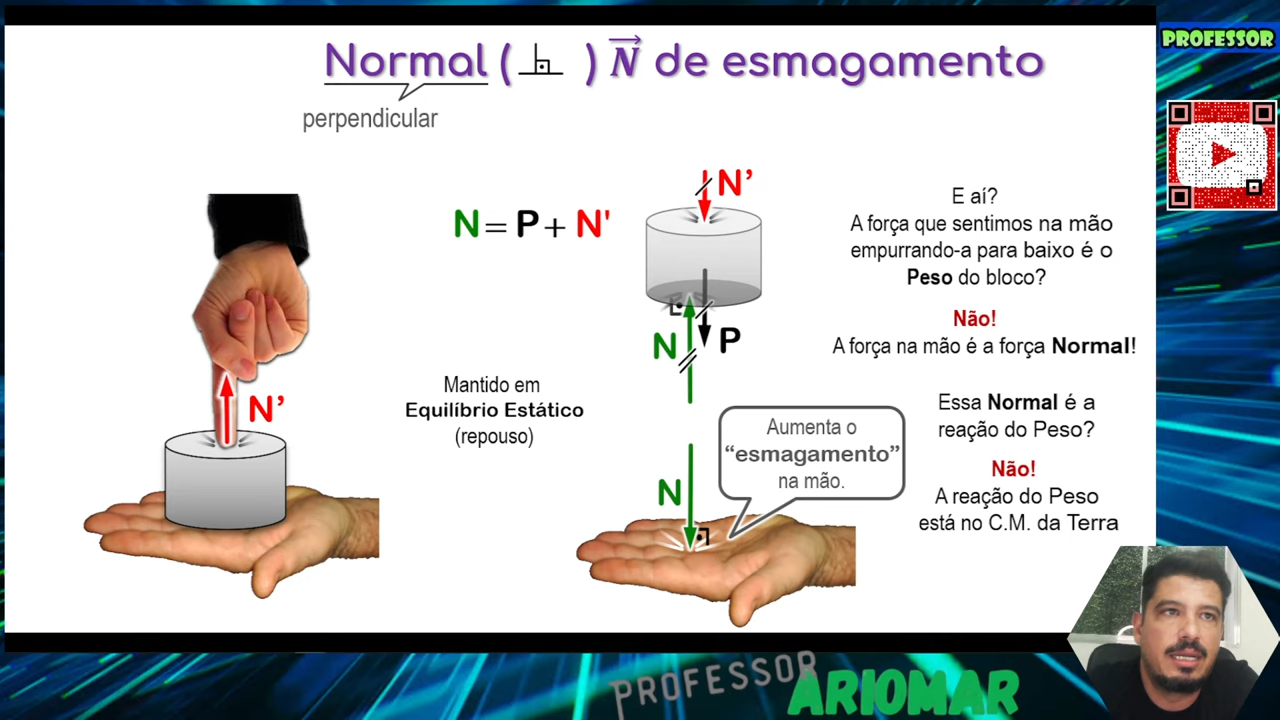 PROFESSOR
Normal ( ) N de esmagamento
perpendicular
N = P + N'
N'
P
N
N
N'
Mantido em
Equilíbrio Estático
(repouso)
Aumenta o
“esmagamento”
na mão.
E aí?
A força que sentimos na mão
empurrando-a para baixo é o
Peso do bloco?
Não!
A força na mão é a força Normal!
Essa Normal é a
reação do Peso?
Não!
A reação do Peso
está no C.M. da Terra
PROFESSOR
ARIOMAR